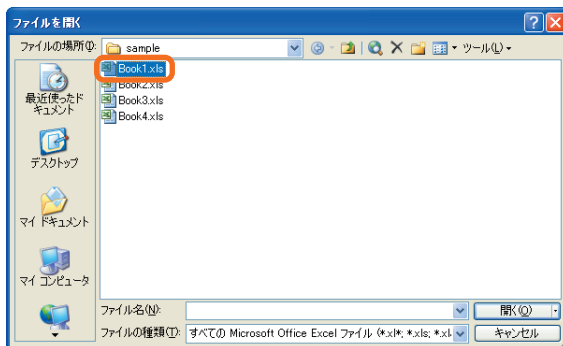 ファイルを開く
ファイルの場所(I):
sample
ツール(L)
Book1.xls
Book2.xls
Book3.xls
Book4.xls
最近使ったド
キュメント
デスクトップ
マイ ドキュメント
マイ コンピュータ
ファイル名(N):
開く(O)
ファイルの種類(T):
すべての Microsoft Office Excel ファイル (*.xl*; *.xls; *.xl
キャンセル